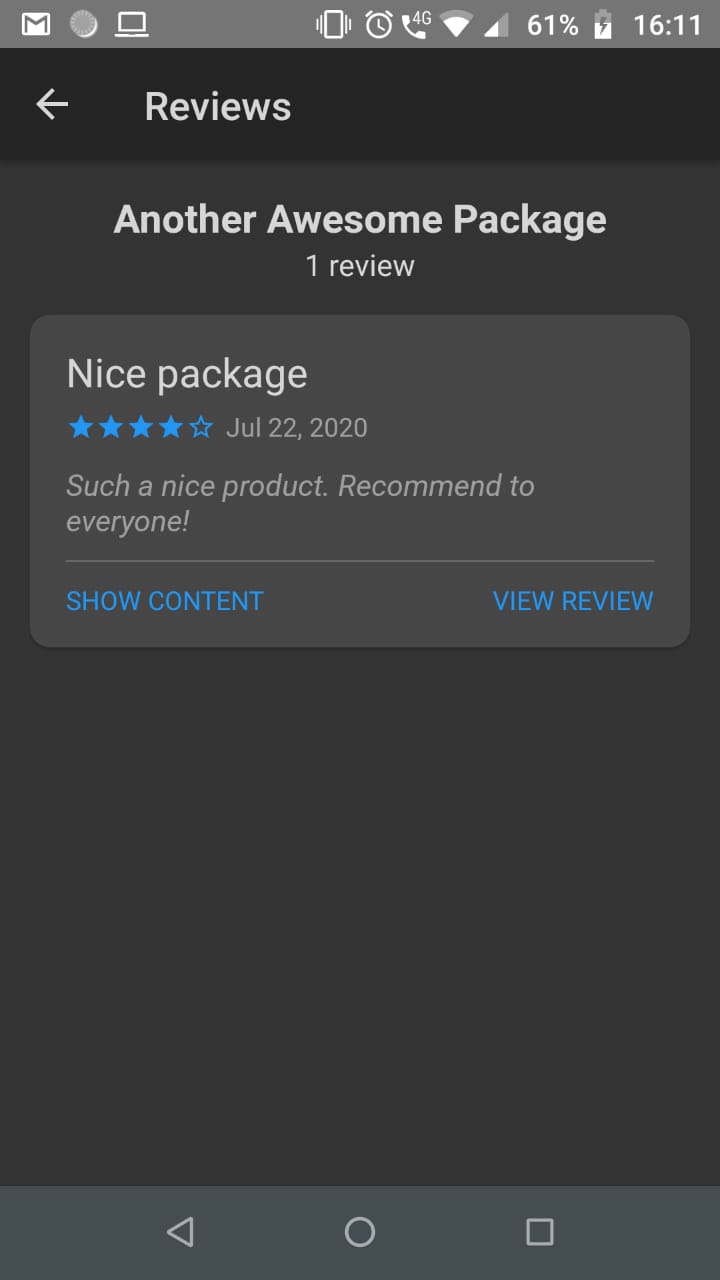 4G 61% 16:11
Reviews
Another Awesome Package
1 review
Nice package
Jul 22, 2020
Such a nice product. Recommend to
everyone!
SHOW CONTENT VIEW REVIEW